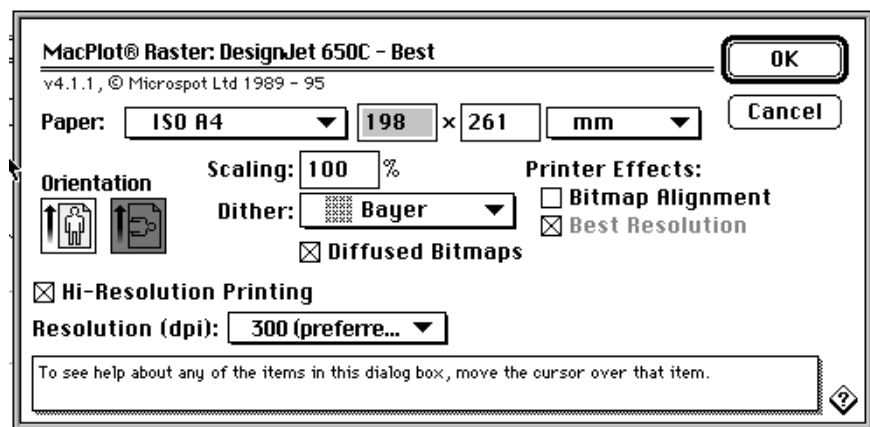 MacPlot® Raster: DesignJet 650C - Best
OK
v4.1.1, © Microspot Ltd 1989 - 95
Cancel
Paper: ISO A4 198 × 261 mm
Scaling: 100 %
Printer Effects:
Orientation
Bitmap Alignment
Dither: Bayer
Best Resolution
Diffused Bitmaps
Hi-Resolution Printing
Resolution (dpi): 300 (preferre...
To see help about any of the items in this dialog box, move the cursor over that item.
?